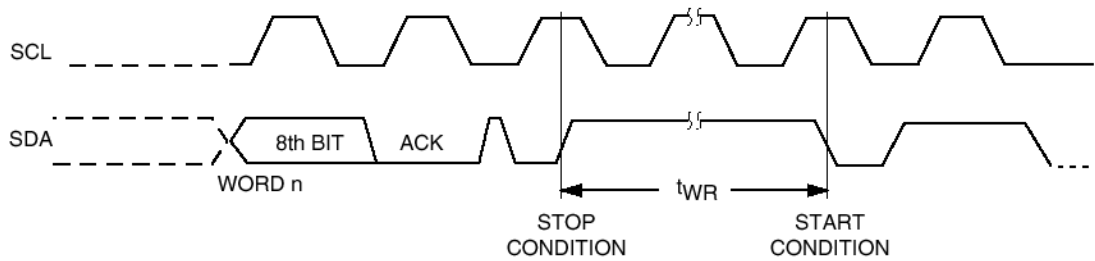 SCL
SDA
8th BIT
ACK
WORD n
tWR
STOP
CONDITION
START
CONDITION